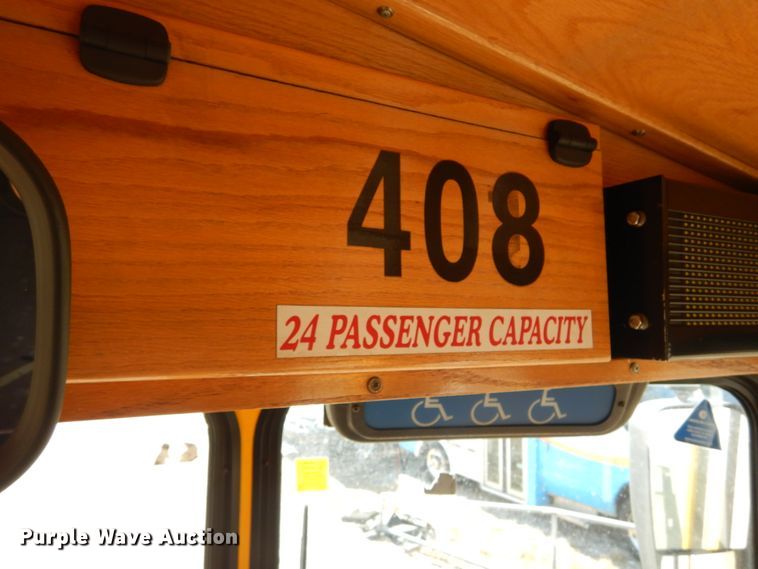 408
24 PASSENGER CAPACITY
Purple Wave Auction